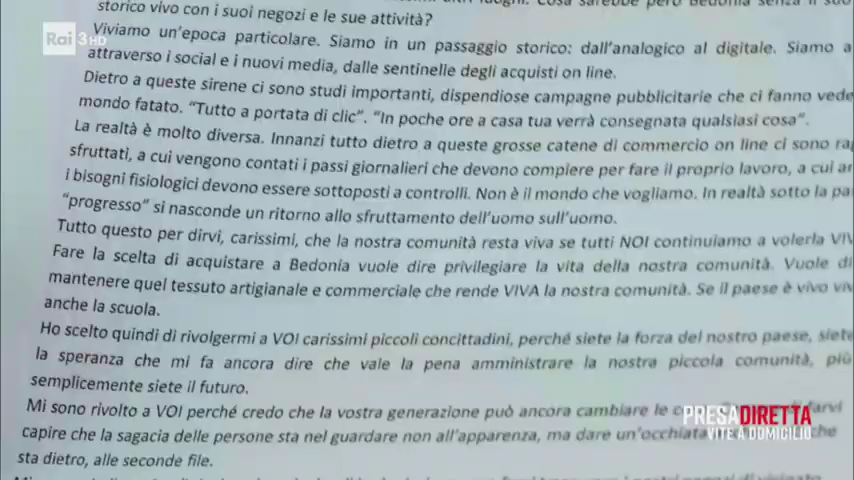 storico vivo con i suoi negozi e le sue attività?
Viviamo un'epoca particolare. Siamo in un passaggio storico: dall'analogico al digitale. Siamo a
attraverso i social e i nuovi media, dalle sentinelle degli acquisti on line.
Dietro a queste sirene ci sono studi importanti, dispendiose campagne pubblicitarie che ci fanno vede
mondo fatato. "Tutto a portata di clic". "In poche ore a casa tua verrà consegnata qualsiasi cosa".
La realtà è molto diversa. Innanzi tutto dietro a queste grosse catene di commercio on line ci sono rag
sfruttati, a cui vengono contati i passi giornalieri che devono compiere per fare il proprio lavoro, a cui an
i bisogni fisiologici devono essere sottoposti a controlli. Non è il mondo che vogliamo. In realtà sotto la pa
"progresso" si nasconde un ritorno allo sfruttamento dell'uomo sull'uomo.
Tutto questo per dirvi, carissimi, che la nostra comunità resta viva se tutti NOI continuiamo a volerla VIV
Fare la scelta di acquistare a Bedonia vuole dire privilegiare la vita della nostra comunità. Vuole di
mantenere quel tessuto artigianale e commerciale che rende VIVA la nostra comunità. Se il paese è vivo viv
anche la scuola.
Ho scelto quindi di rivolgermi a VOI carissimi piccoli concittadini, perché siete la forza del nostro paese, siete
la speranza che mi fa ancora dire che vale la pena amministrare la nostra piccola comunità, più
semplicemente siete il futuro.
Mi sono rivolto a VOI perché credo che la vostra generazione può ancora cambiare le farvi
capire che la sagacia delle persone sta nel guardare non all'apparenza, ma dare un'occhiata che
sta dietro, alle seconde file.
Rai 3 HD
PRESADIRETTA
VITE A DOMICILIO